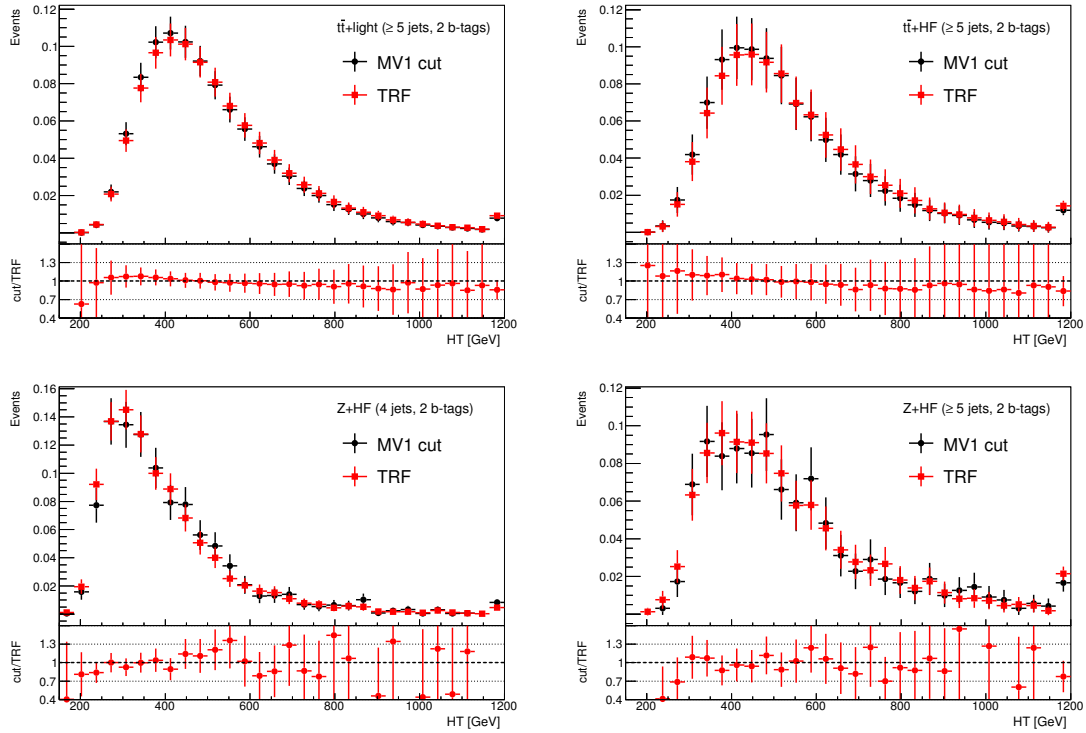 Events
tt̄+light (≥ 5 jets, 2 b-tags)
MV1 cut
TRF
0.12
0.1
0.08
0.06
0.04
0.02
cut/TRF
1.3
1
0.7
0.4
200 400 600 800 1000 1200
HT [GeV]
Events
tt̄+HF (≥ 5 jets, 2 b-tags)
MV1 cut
TRF
0.12
0.1
0.08
0.06
0.04
0.02
cut/TRF
1.3
1
0.7
0.4
200 400 600 800 1000 1200
HT [GeV]
Events
Z+HF (4 jets, 2 b-tags)
MV1 cut
TRF
0.16
0.14
0.12
0.1
0.08
0.06
0.04
0.02
cut/TRF
1.3
1
0.7
0.4
200 400 600 800 1000 1200
HT [GeV]
Events
Z+HF (≥ 5 jets, 2 b-tags)
MV1 cut
TRF
0.12
0.1
0.08
0.06
0.04
0.02
cut/TRF
1.3
1
0.7
0.4
200 400 600 800 1000 1200
HT [GeV]